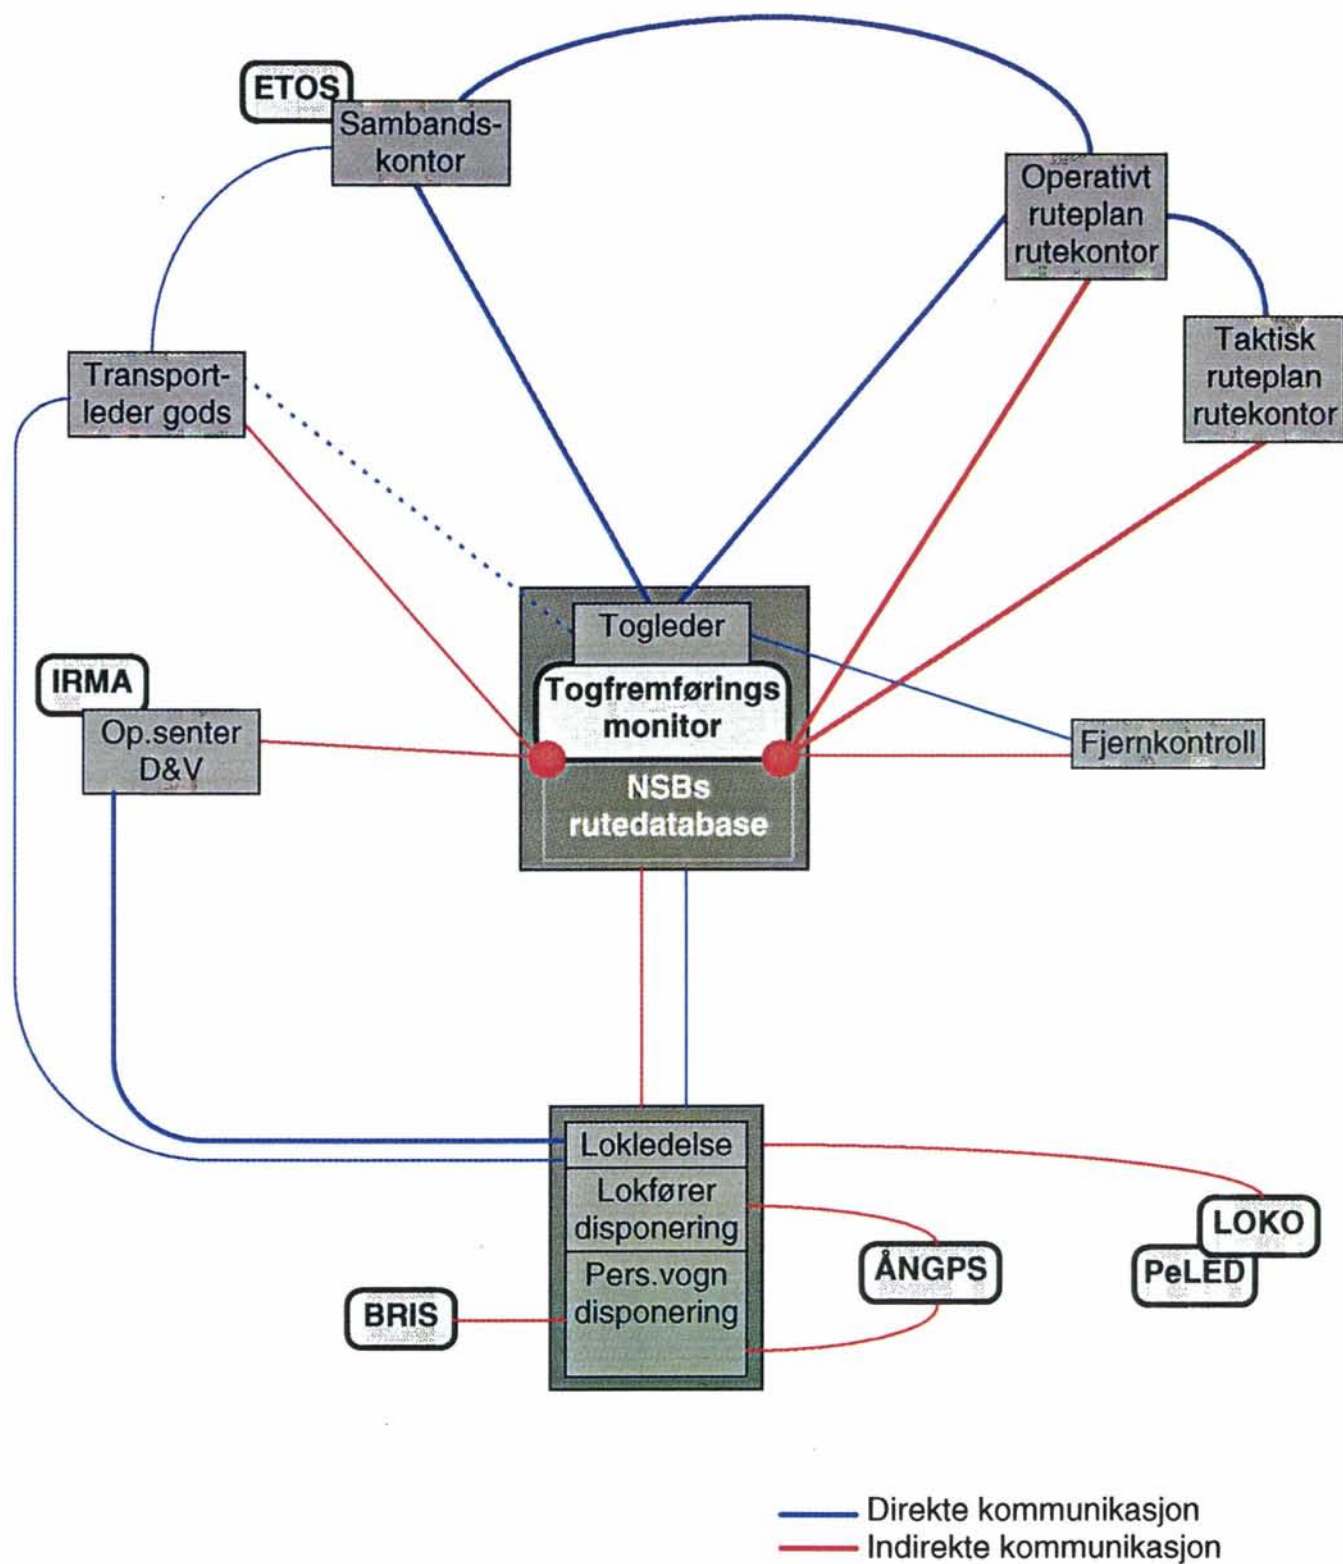 ETOS
Sambands-
kontor
Operativt
ruteplan
rutekontor
Taktisk
ruteplan
rutekontor
Transport-
leder gods
Togleder
Togfremførings
monitor
NSBs
rutedatabase
IRMA
Op.senter
D&V
Fjernkontroll
Lokledelse
Lokfører
disponering
Pers.vogn
disponering
BRIS
ÅNGPS
LOKO
PeLED
Direkte kommunikasjon
Indirekte kommunikasjon